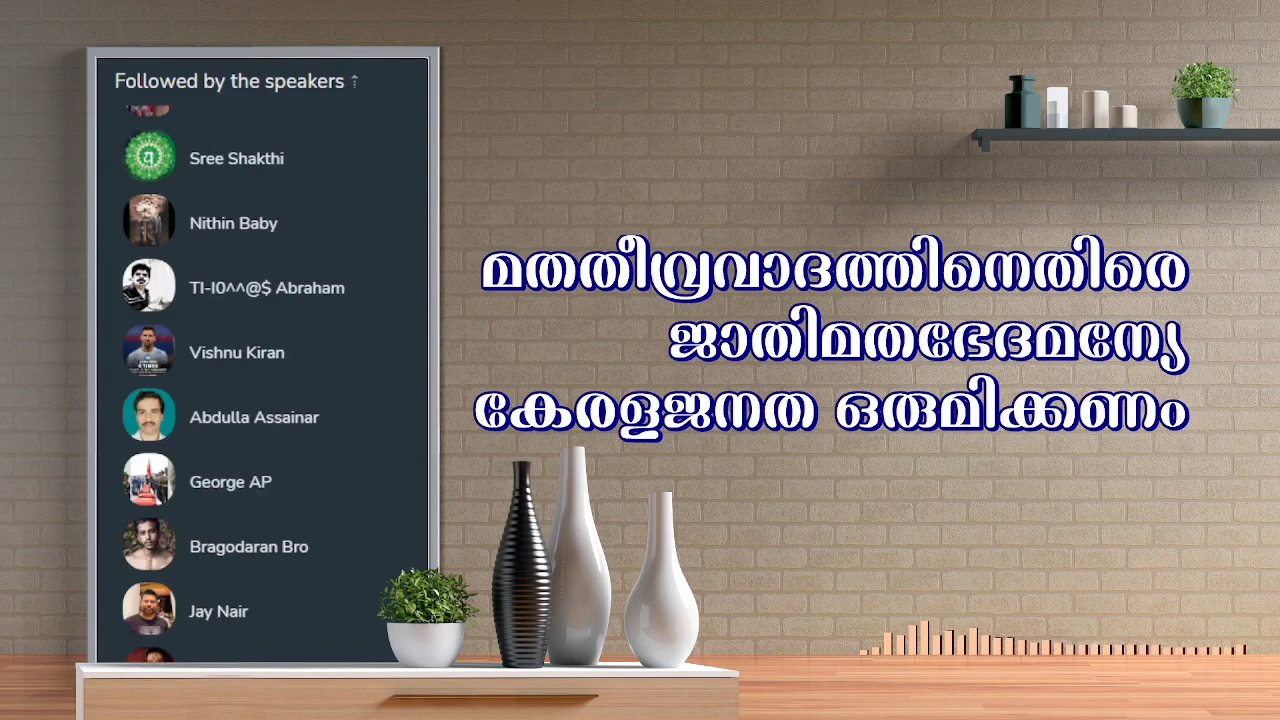 Followed by the speakers ↑
Sree Shakthi
Nithin Baby
TI-I0^^@$ Abraham
Vishnu Kiran
Abdulla Assainar
George AP
Bragodaran Bro
Jay Nair
മതതീവ്രവാദത്തിനെതിരെ
ജാതിമതഭേദമന്യേ
കേരളജനത ഒരുമിക്കണം